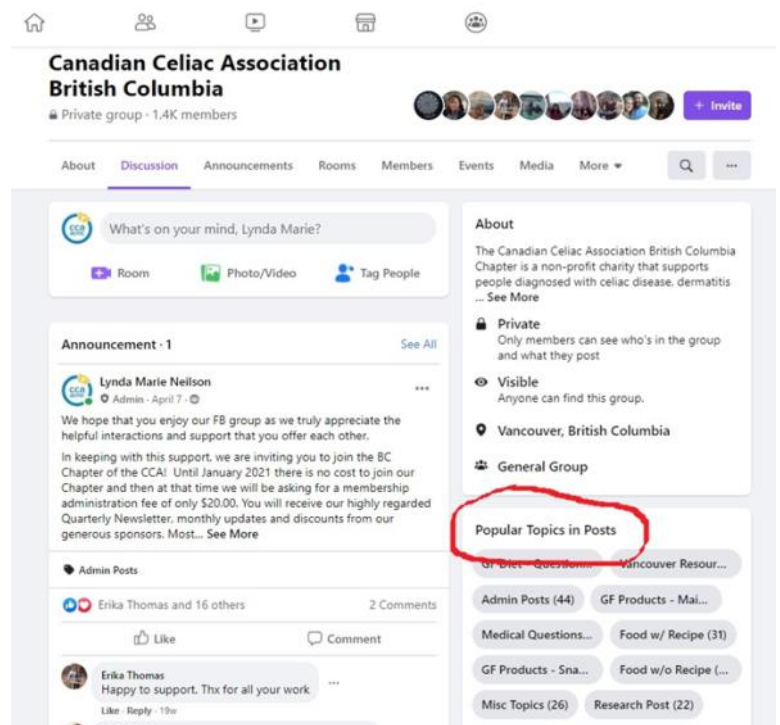 Canadian Celiac Association
British Columbia
Private group · 1.4K members
+ Invite
About
Discussion
Announcements
Rooms
Members
Events
Media
More
...
What's on your mind, Lynda Marie?
Room
Photo/Video
Tag People
Announcement · 1
See All
Lynda Marie Neilson
Admin · April 7 ·
...
We hope that you enjoy our FB group as we truly appreciate the
helpful interactions and support that you offer each other.
In keeping with this support, we are inviting you to join the BC
Chapter of the CCA! Until January 2021 there is no cost to join our
Chapter and then at that time we will be asking for a membership
administration fee of only $20.00. You will receive our highly regarded
Quarterly Newsletter, monthly updates and discounts from our
generous sponsors. Most... See More
Admin Posts
Erika Thomas and 16 others
2 Comments
Like
Comment
Erika Thomas
Happy to support. Thx for all your work
...
Like · Reply · 19w
About
The Canadian Celiac Association British Columbia
Chapter is a non-profit charity that supports
people diagnosed with celiac disease, dermatitis
... See More
Private
Only members can see who's in the group
and what they post
Visible
Anyone can find this group.
Vancouver, British Columbia
General Group
Popular Topics in Posts
GF Diet - Question...
Vancouver Resour...
Admin Posts (44)
GF Products - Mai...
Medical Questions...
Food w/ Recipe (31)
GF Products - Sna...
Food w/o Recipe (...
Misc Topics (26)
Research Post (22)